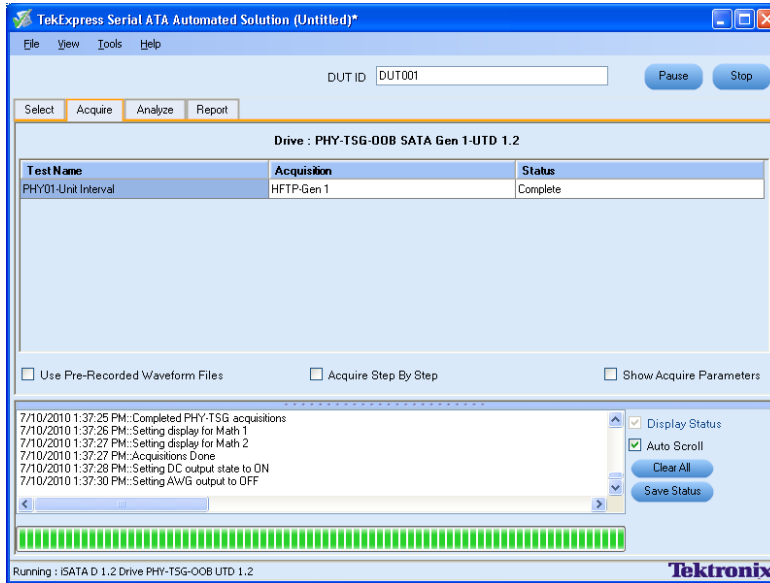 TekExpress Serial ATA Automated Solution (Untitled)*
File View Tools Help
DUT ID DUT001 Pause Stop
Select Acquire Analyze Report
Drive : PHY-TSG-OOB SATA Gen 1-UTD 1.2
Test Name Acquisition Status
PHY01-Unit Interval HFTP-Gen 1 Complete
Use Pre-Recorded Waveform Files Acquire Step By Step Show Acquire Parameters
7/10/2010 1:37:25 PM::Completed PHY-TSG acquisitions
7/10/2010 1:37:26 PM::Setting display for Math 1
7/10/2010 1:37:27 PM::Setting display for Math 2
7/10/2010 1:37:27 PM::Acquisitions Done
7/10/2010 1:37:28 PM::Setting DC output state to ON
7/10/2010 1:37:30 PM::Setting AWG output to OFF
Display Status
Auto Scroll
Clear All
Save Status
Running : iSATA D 1.2 Drive PHY-TSG-OOB UTD 1.2
Tektronix